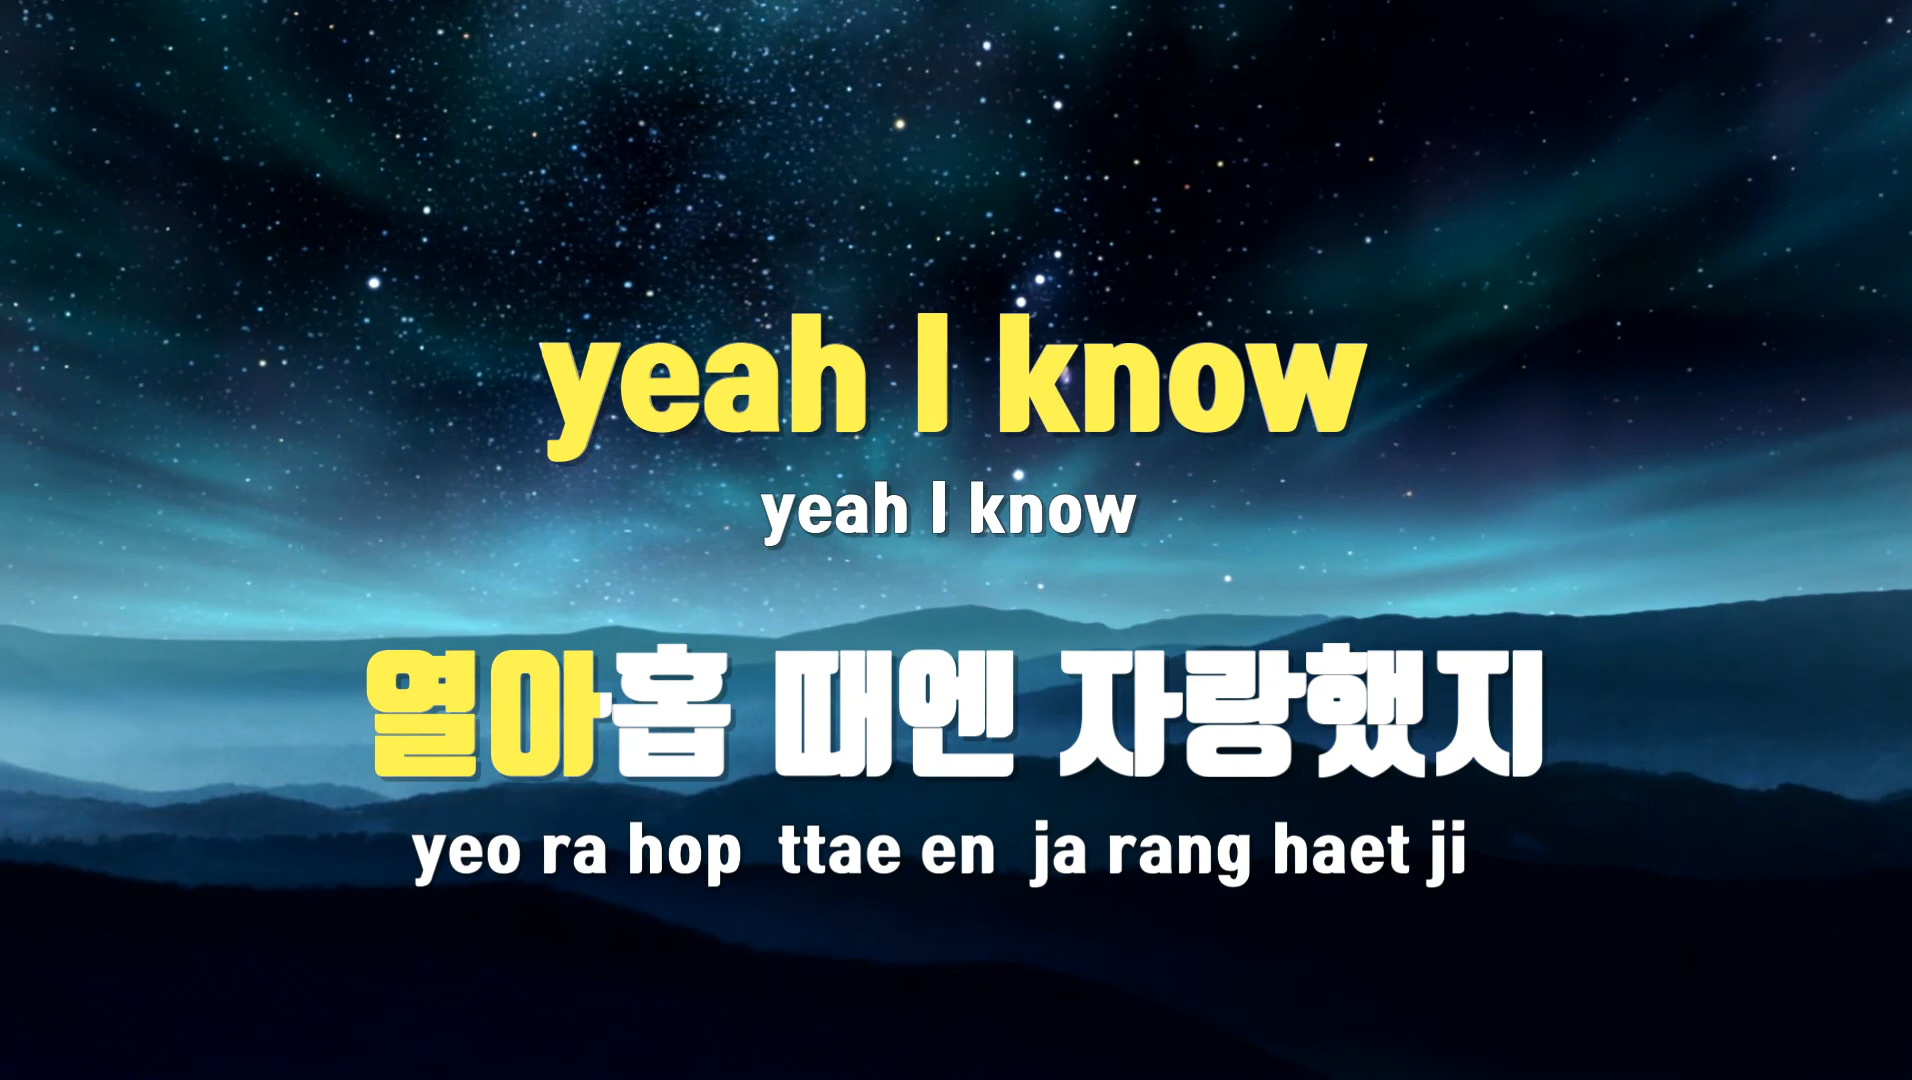 yeah I know
yeah I know
열아홉 때엔 자랑했지
yeo ra hop ttae en ja rang haet ji